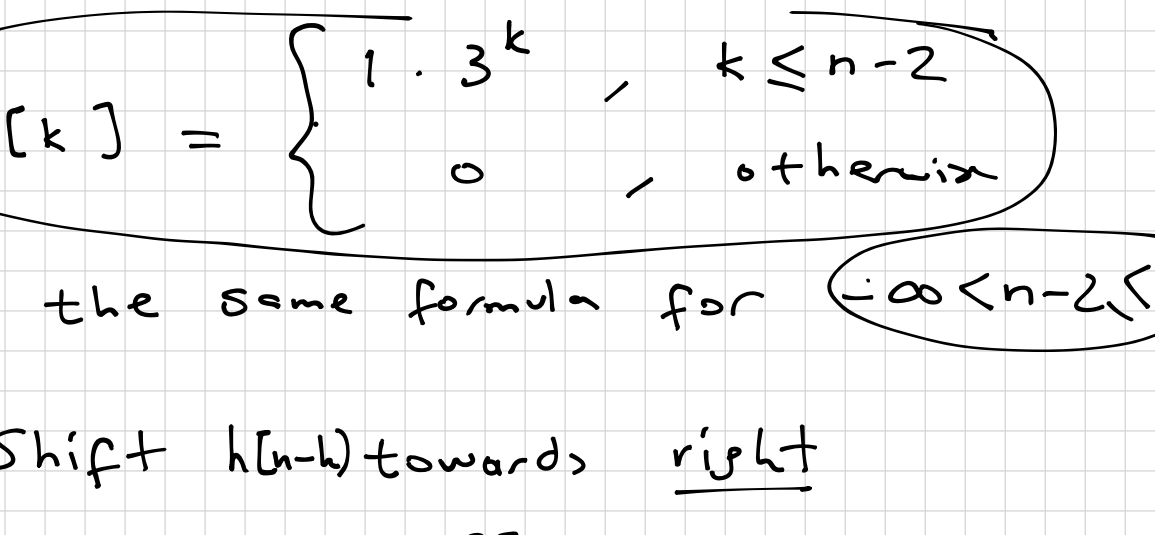 [k] = { 1 · 3^k , k ≤ n-2
0 , otherwise
the same formula for -∞ < n-2 <
Shift h[n-k) towards right